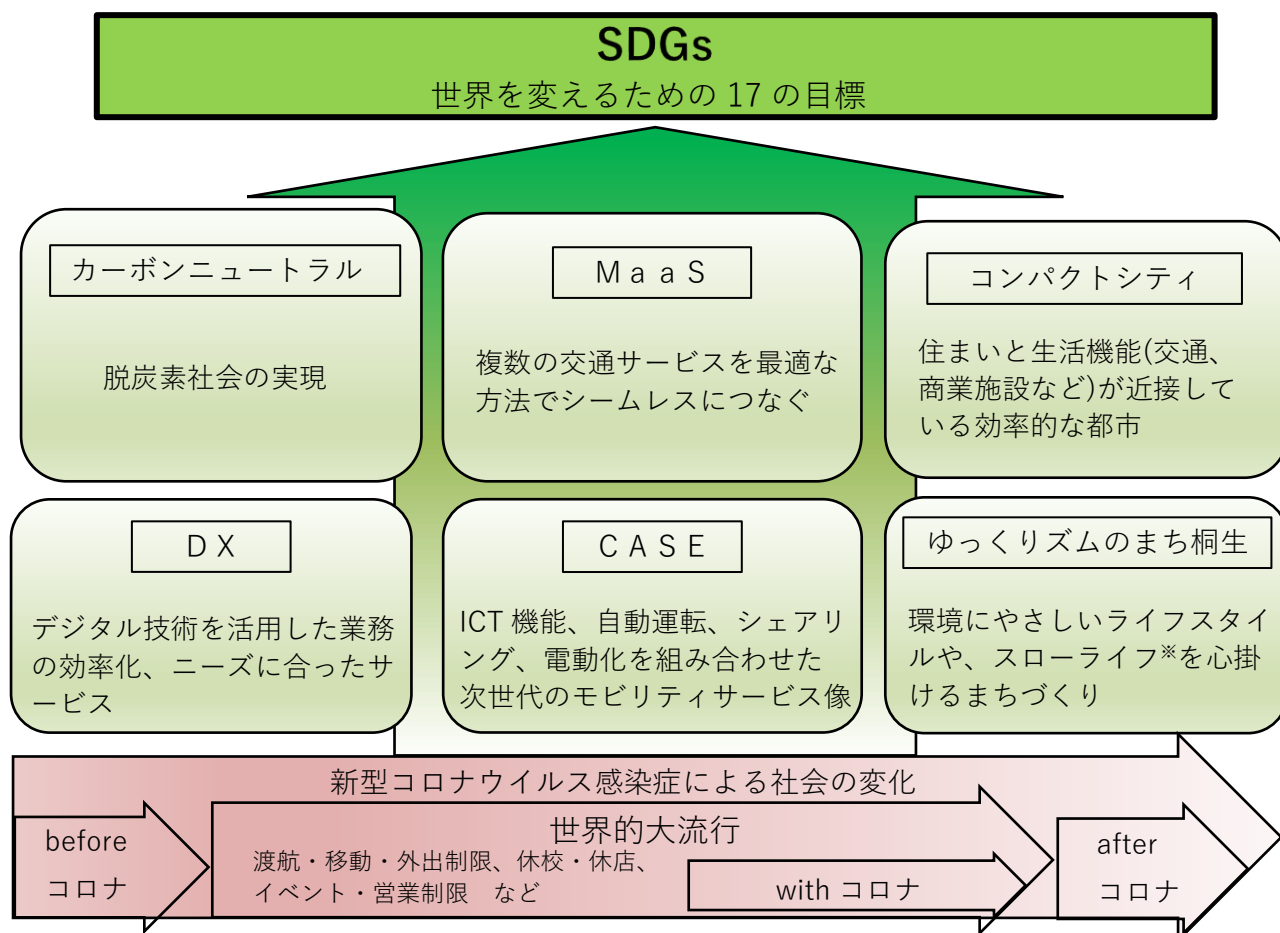 SDGs
世界を変えるための 17 の目標
カーボンニュートラル
脱炭素社会の実現
MaaS
複数の交通サービスを最適な
方法でシームレスにつなぐ
コンパクトシティ
住まいと生活機能(交通、
商業施設など)が近接して
いる効率的な都市
DX
デジタル技術を活用した業務
の効率化、ニーズに合ったサ
ービス
CASE
ICT 機能、自動運転、シェアリ
ング、電動化を組み合わせた
次世代のモビリティサービス像
ゆっくりズムのまち桐生
環境にやさしいライフスタイ
ルや、スローライフ※を心掛
けるまちづくり
新型コロナウイルス感染症による社会の変化
before
コロナ
世界的大流行
渡航・移動・外出制限、休校・休店、
イベント・営業制限　など
with コロナ
after
コロナ